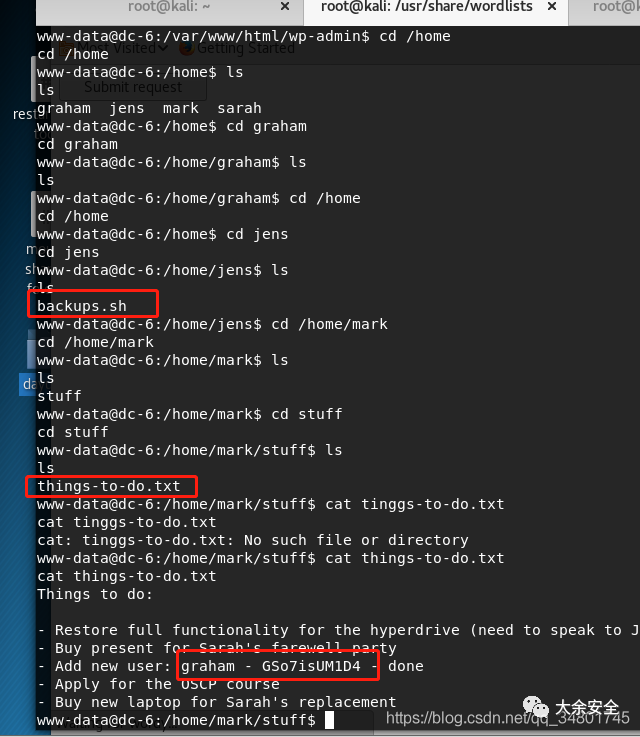 root@kali: ~
root@kali: /usr/share/wordlists
root@k
www-data@dc-6:/var/www/html/wp-admin$ cd /home
cd /home
Most Visited
Getting Started
www-data@dc-6:/home$ ls
ls
Submit request
graham  jens  mark  sarah
rest
www-data@dc-6:/home$ cd graham
cd graham
www-data@dc-6:/home/graham$ ls
ls
www-data@dc-6:/home/graham$ cd /home
cd /home
www-data@dc-6:/home$ cd jens
cd jens
www-data@dc-6:/home/jens$ ls
ls
backups.sh
www-data@dc-6:/home/jens$ cd /home/mark
cd /home/mark
www-data@dc-6:/home/mark$ ls
ls
da
stuff
www-data@dc-6:/home/mark$ cd stuff
cd stuff
www-data@dc-6:/home/mark/stuff$ ls
ls
things-to-do.txt
www-data@dc-6:/home/mark/stuff$ cat tinggs-to-do.txt
cat tinggs-to-do.txt
cat: tinggs-to-do.txt: No such file or directory
www-data@dc-6:/home/mark/stuff$ cat things-to-do.txt
cat things-to-do.txt
Things to do:
- Restore full functionality for the hyperdrive (need to speak to J
- Buy present for Sarah's farewell party
- Add new user: graham - GSo7isUM1D4 - done
- Apply for the OSCP course
- Buy new laptop for Sarah's replacement
大余安全
www-data@dc-6:/home/mark/stuff$
https://blog.csdn.net/qq_34801745